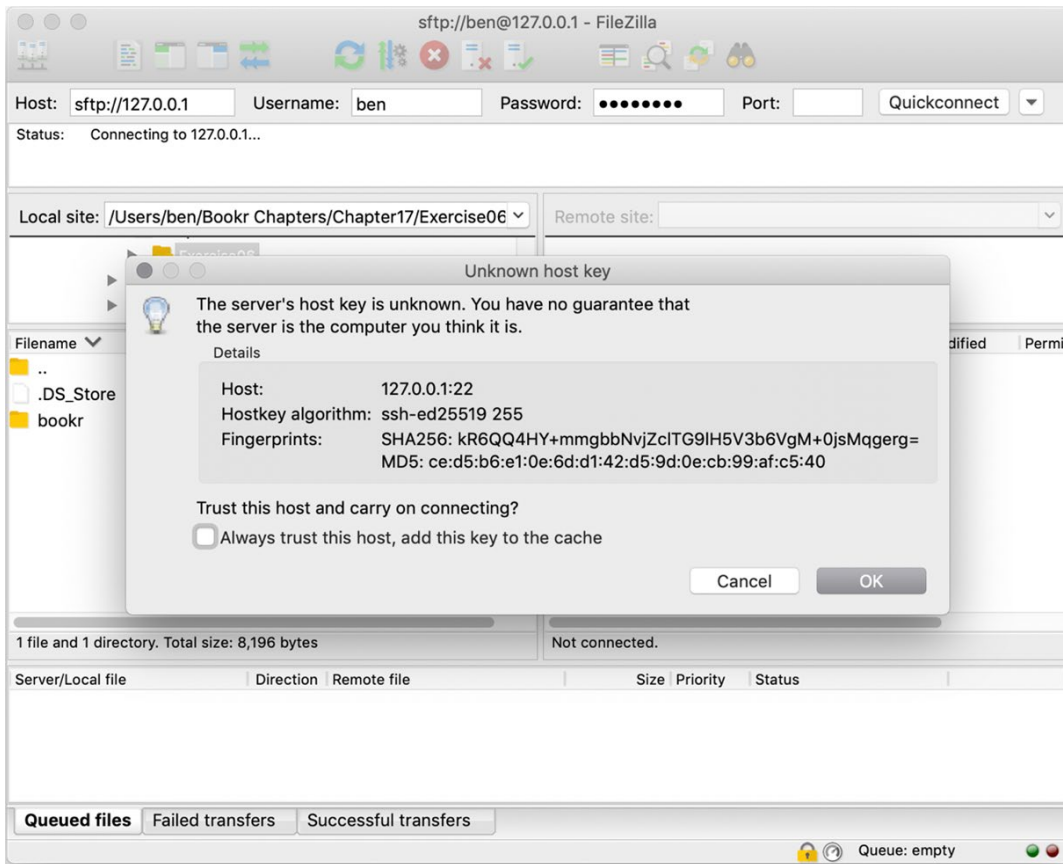 sftp://ben@127.0.0.1 - FileZilla
Host: sftp://127.0.0.1 Username: ben Password: ●●●●●●●● Port: Quickconnect
Status: Connecting to 127.0.0.1...
Local site: /Users/ben/Bookr Chapters/Chapter17/Exercise06 Remote site:
Exercise06
Unknown host key
The server's host key is unknown. You have no guarantee that
the server is the computer you think it is.
Details
Host: 127.0.0.1:22
Hostkey algorithm: ssh-ed25519 255
Fingerprints: SHA256: kR6QQ4HY+mmgbbNvjZclTG9lH5V3b6VgM+0jsMqgerg=
MD5: ce:d5:b6:e1:0e:6d:d1:42:d5:9d:0e:cb:99:af:c5:40
Trust this host and carry on connecting?
Always trust this host, add this key to the cache
Cancel OK
Filename dified Permi
..
.DS_Store
bookr
1 file and 1 directory. Total size: 8,196 bytes Not connected.
Server/Local file Direction Remote file Size Priority Status
Queued files Failed transfers Successful transfers
Queue: empty